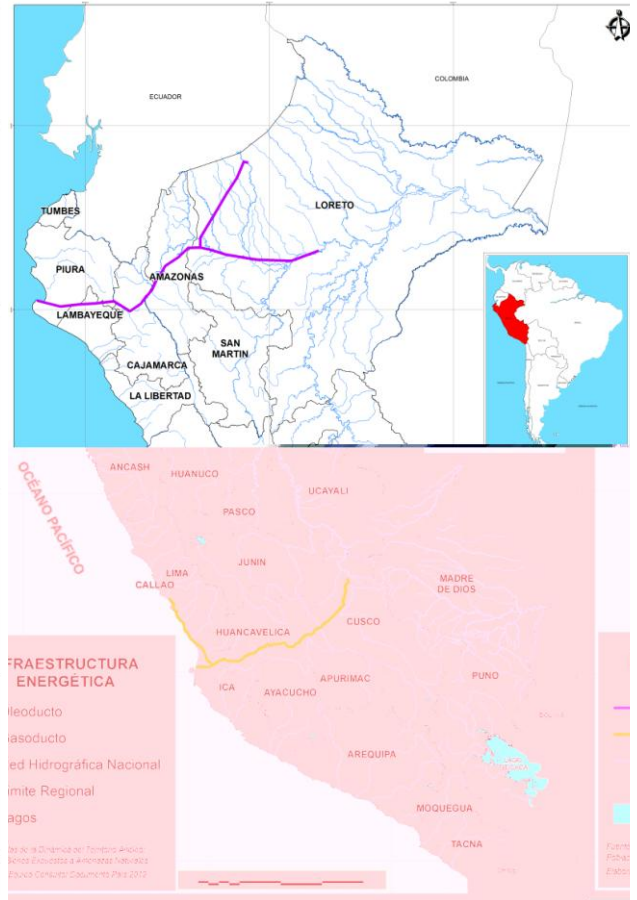 COLOMBIA
ECUADOR
LORETO
TUMBES
PIURA
AMAZONAS
LAMBAYEQUE
SAN
MARTIN
CAJAMARCA
LA LIBERTAD
ANCASH
HUANUCO
UCAYALI
OCÉANO PACÍFICO
PASCO
JUNIN
LIMA
CALLAO
MADRE
DE DIOS
HUANCAVELICA
CUSCO
FRAESTRUCTURA
ENERGÉTICA
ICA
AYACUCHO
APURIMAC
PUNO
leoducto
asoducto
ed Hidrográfica Nacional
AREQUIPA
mite Regional
agos
MOQUEGUA
TACNA